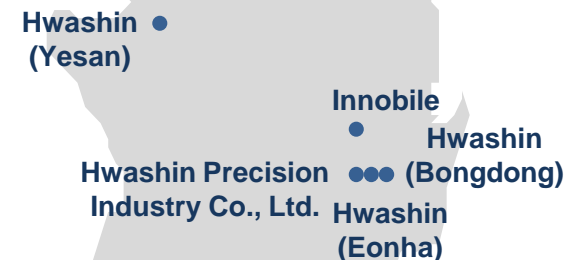 Hwashin
(Yesan)
Innobile
Hwashin
(Bongdong)
Hwashin Precision
Industry Co., Ltd.
Hwashin
(Eonha)